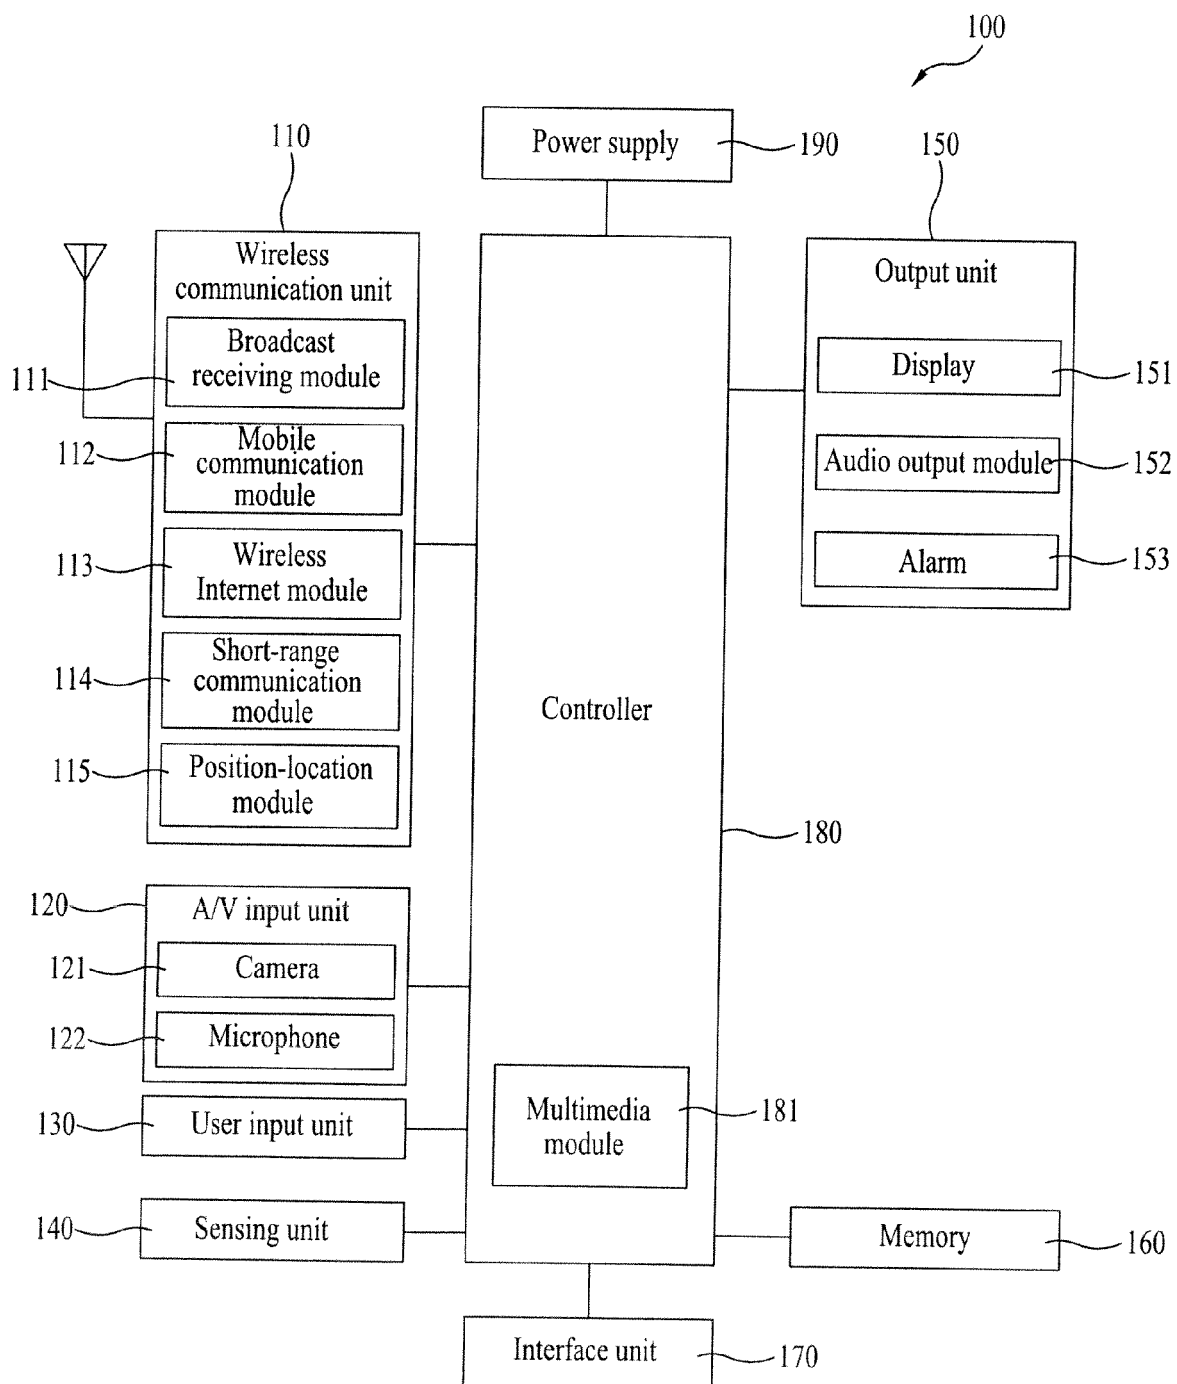 100
Power supply
190
110
150
Wireless
communication unit
Broadcast
receiving module
111
Mobile
communication
module
112
Wireless
Internet module
113
Short-range
communication
module
114
Position-location
module
115
Output unit
Display
151
Audio output module
152
Alarm
153
Controller
180
120
A/V input unit
121
Camera
122
Microphone
130
User input unit
140
Sensing unit
Multimedia
module
181
Memory
160
Interface unit
170